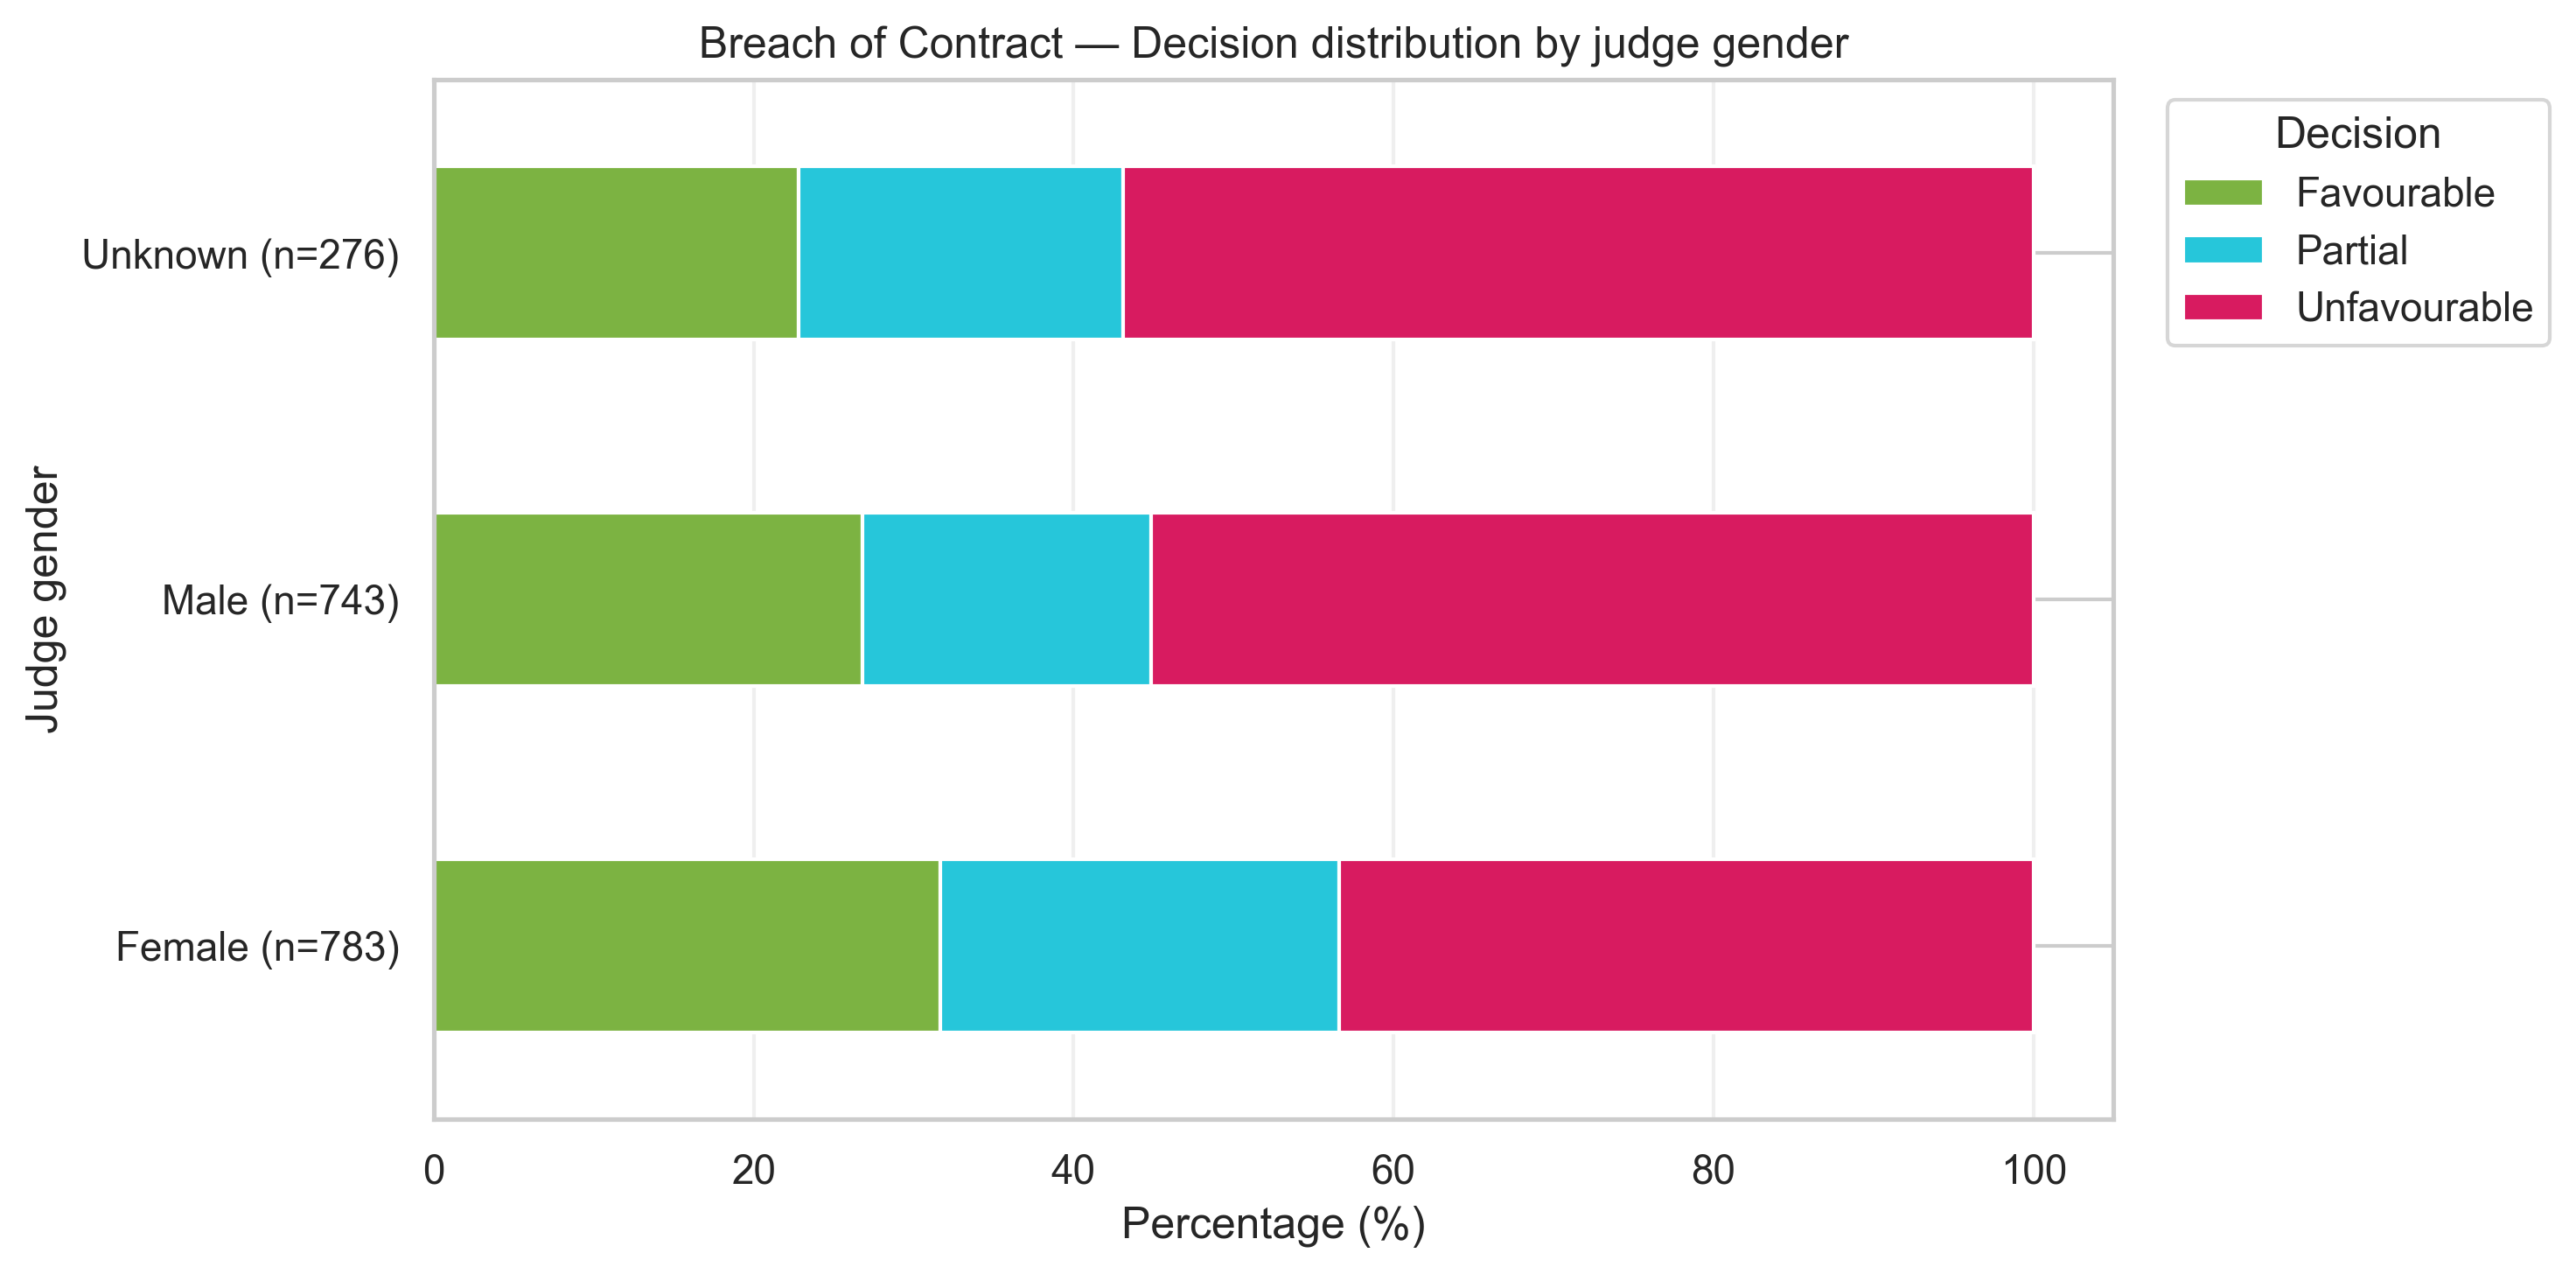 Breach of Contract — Decision distribution by judge gender
Decision
Favourable
Partial
Unfavourable
Judge gender
Unknown (n=276)
Male (n=743)
Female (n=783)
0 20 40 60 80 100
Percentage (%)